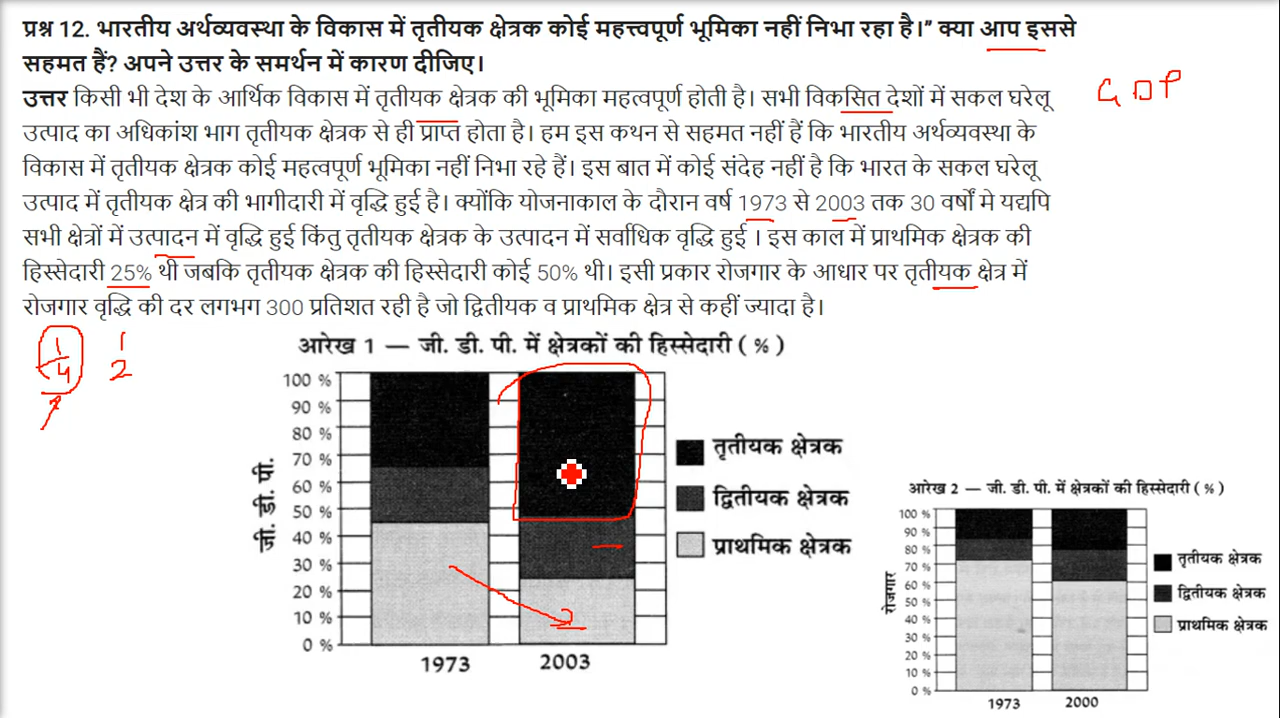 प्रश्न 12. भारतीय अर्थव्यवस्था के विकास में तृतीयक क्षेत्रक कोई महत्त्वपूर्ण भूमिका नहीं निभा रहा है।” क्या आप इससे
सहमत हैं? अपने उत्तर के समर्थन में कारण दीजिए।
उत्तर किसी भी देश के आर्थिक विकास में तृतीयक क्षेत्रक की भूमिका महत्वपूर्ण होती है। सभी विकसित देशों में सकल घरेलू
उत्पाद का अधिकांश भाग तृतीयक क्षेत्रक से ही प्राप्त होता है। हम इस कथन से सहमत नहीं हैं कि भारतीय अर्थव्यवस्था के
विकास में तृतीयक क्षेत्रक कोई महत्वपूर्ण भूमिका नहीं निभा रहे हैं। इस बात में कोई संदेह नहीं है कि भारत के सकल घरेलू
उत्पाद में तृतीयक क्षेत्र की भागीदारी में वृद्धि हुई है। क्योंकि योजनाकाल के दौरान वर्ष 1973 से 2003 तक 30 वर्षों मे यद्यपि
सभी क्षेत्रों में उत्पादन में वृद्धि हुई किंतु तृतीयक क्षेत्रक के उत्पादन में सर्वाधिक वृद्धि हुई । इस काल में प्राथमिक क्षेत्रक की
हिस्सेदारी 25% थी जबकि तृतीयक क्षेत्रक की हिस्सेदारी कोई 50% थी। इसी प्रकार रोजगार के आधार पर तृतीयक क्षेत्र में
रोजगार वृद्धि की दर लगभग 300 प्रतिशत रही है जो द्वितीयक व प्राथमिक क्षेत्र से कहीं ज्यादा है।
GDP
1/4 1/2
आरेख 1 — जी. डी. पी. में क्षेत्रकों की हिस्सेदारी ( % )
जी. डी. पी.
100 %
90 %
80 %
70 %
60 %
50 %
40 %
30 %
20 %
10 %
0 %
1973 2003
तृतीयक क्षेत्रक
द्वितीयक क्षेत्रक
प्राथमिक क्षेत्रक
आरेख 2 — जी. डी. पी. में क्षेत्रकों की हिस्सेदारी ( % )
रोजगार
100 %
90 %
80 %
70 %
60 %
50 %
40 %
30 %
20 %
10 %
0 %
1973 2000
तृतीयक क्षेत्रक
द्वितीयक क्षेत्रक
प्राथमिक क्षेत्रक